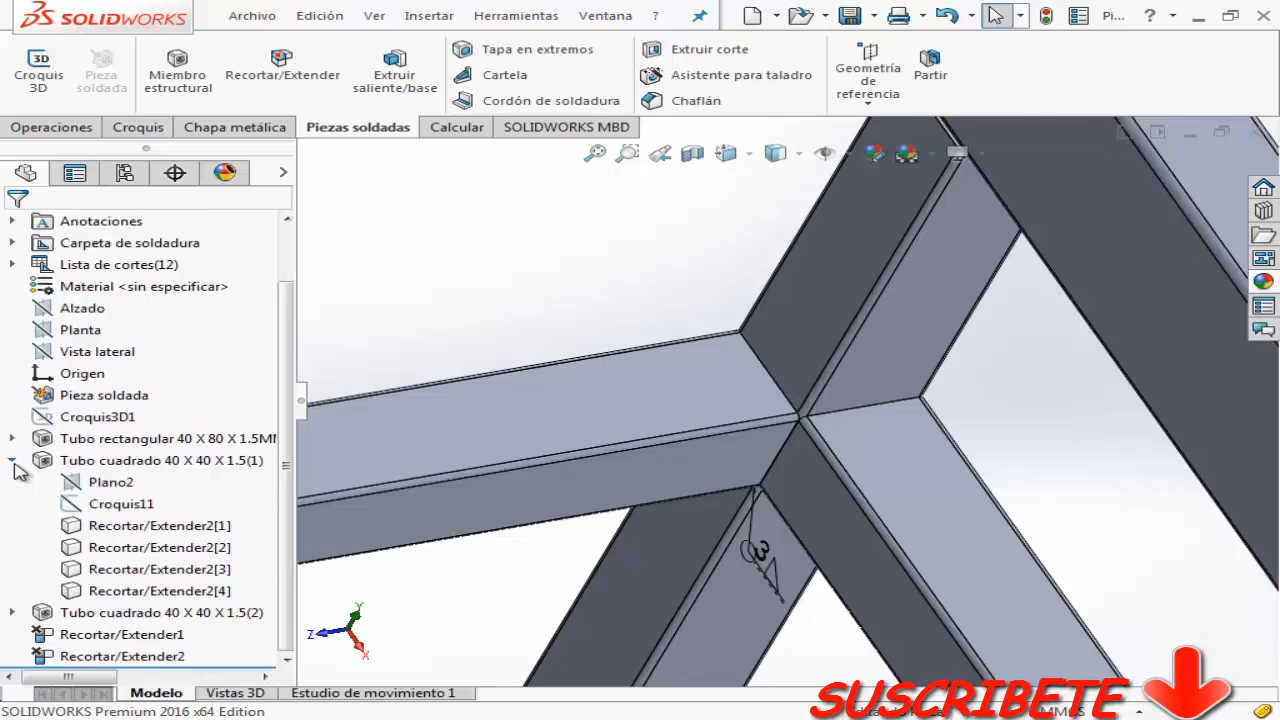 SOLIDWORKS
Archivo Edición Ver Insertar Herramientas Ventana ? Pi... ?
Croquis 3D
Pieza soldada
Miembro estructural
Recortar/Extender
Extruir saliente/base
Tapa en extremos
Cartela
Cordón de soldadura
Extruir corte
Asistente para taladro
Chaflán
Geometría de referencia
Partir
Operaciones Croquis Chapa metálica Piezas soldadas Calcular SOLIDWORKS MBD
Anotaciones
Carpeta de soldadura
Lista de cortes(12)
Material <sin especificar>
Alzado
Planta
Vista lateral
Origen
Pieza soldada
Croquis3D1
Tubo rectangular 40 X 80 X 1.5MM
Tubo cuadrado 40 X 40 X 1.5(1)
Plano2
Croquis11
Recortar/Extender2[1]
Recortar/Extender2[2]
Recortar/Extender2[3]
Recortar/Extender2[4]
Tubo cuadrado 40 X 40 X 1.5(2)
Recortar/Extender1
Recortar/Extender2
3
Y
Z
X
Modelo Vistas 3D Estudio de movimiento 1
SUSCRIBETE
SOLIDWORKS Premium 2016 x64 Edition